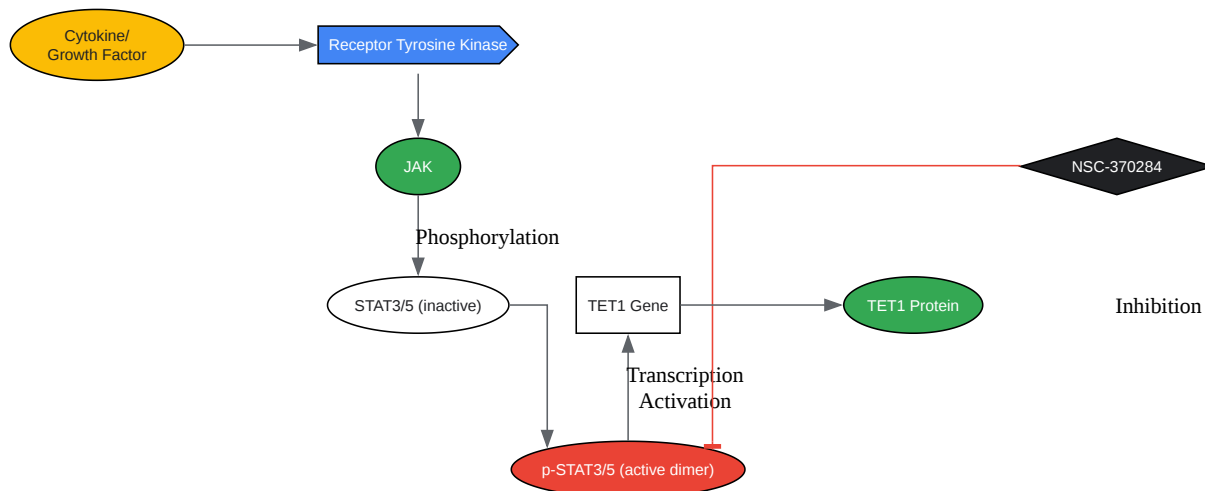 Cytokine/
Growth Factor
Receptor Tyrosine Kinase
JAK
NSC-370284
Phosphorylation
STAT3/5 (inactive)
TET1 Gene
TET1 Protein
Inhibition
Transcription
Activation
p-STAT3/5 (active dimer)